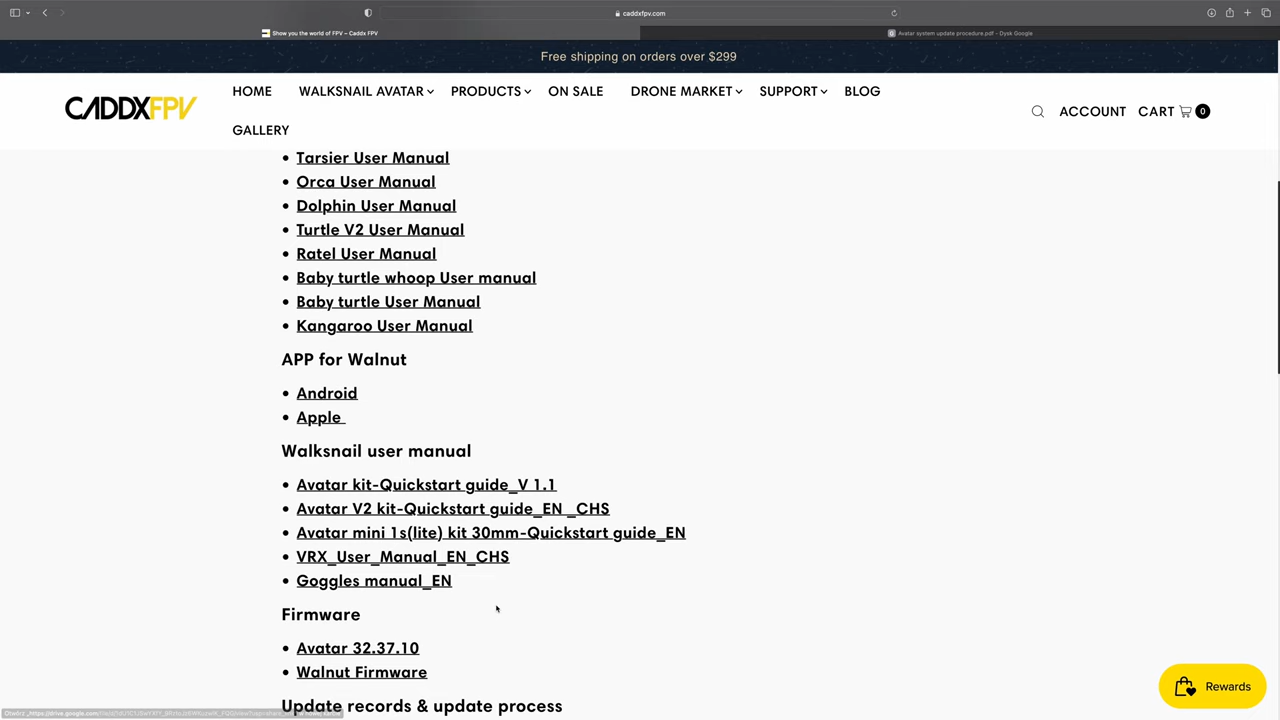 caddxfpv.com
Show you the world of FPV – Caddx FPV
Avatar system update procedure.pdf - Dysk Google
Free shipping on orders over $299
CADDXFPV
HOME
WALKSNAIL AVATAR
PRODUCTS
ON SALE
DRONE MARKET
SUPPORT
BLOG
GALLERY
ACCOUNT
CART
0
Tarsier User Manual
Orca User Manual
Dolphin User Manual
Turtle V2 User Manual
Ratel User Manual
Baby turtle whoop User manual
Baby turtle User Manual
Kangaroo User Manual
APP for Walnut
Android
Apple
Walksnail user manual
Avatar kit-Quickstart guide_V 1.1
Avatar V2 kit-Quickstart guide_EN _CHS
Avatar mini 1s(lite) kit 30mm-Quickstart guide_EN
VRX_User_Manual_EN_CHS
Goggles manual_EN
Firmware
Avatar 32.37.10
Walnut Firmware
Update records & update process
Rewards